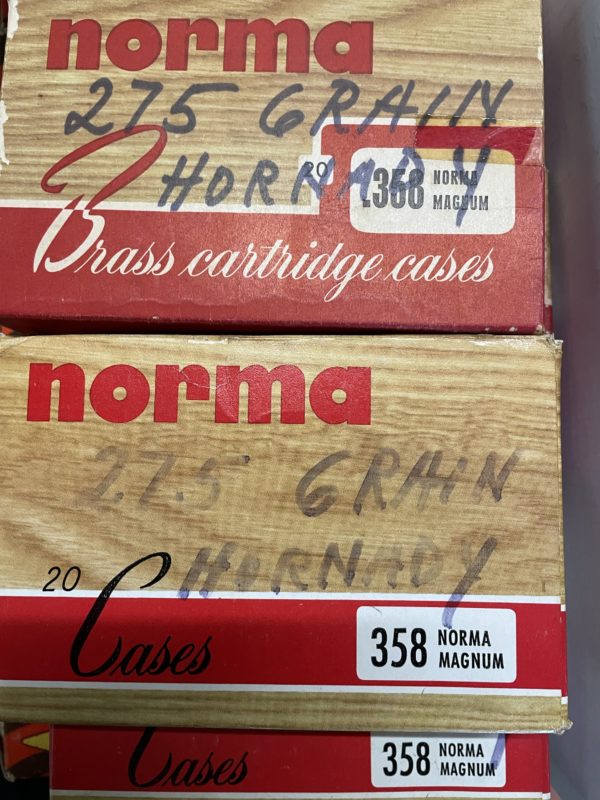 norma
275 GRAIN
HORNADY
20 .358 NORMA MAGNUM
Brass cartridge cases
norma
275 GRAIN
HORNADY
20 Cases
358 NORMA MAGNUM
Cases
358 NORMA MAGNUM